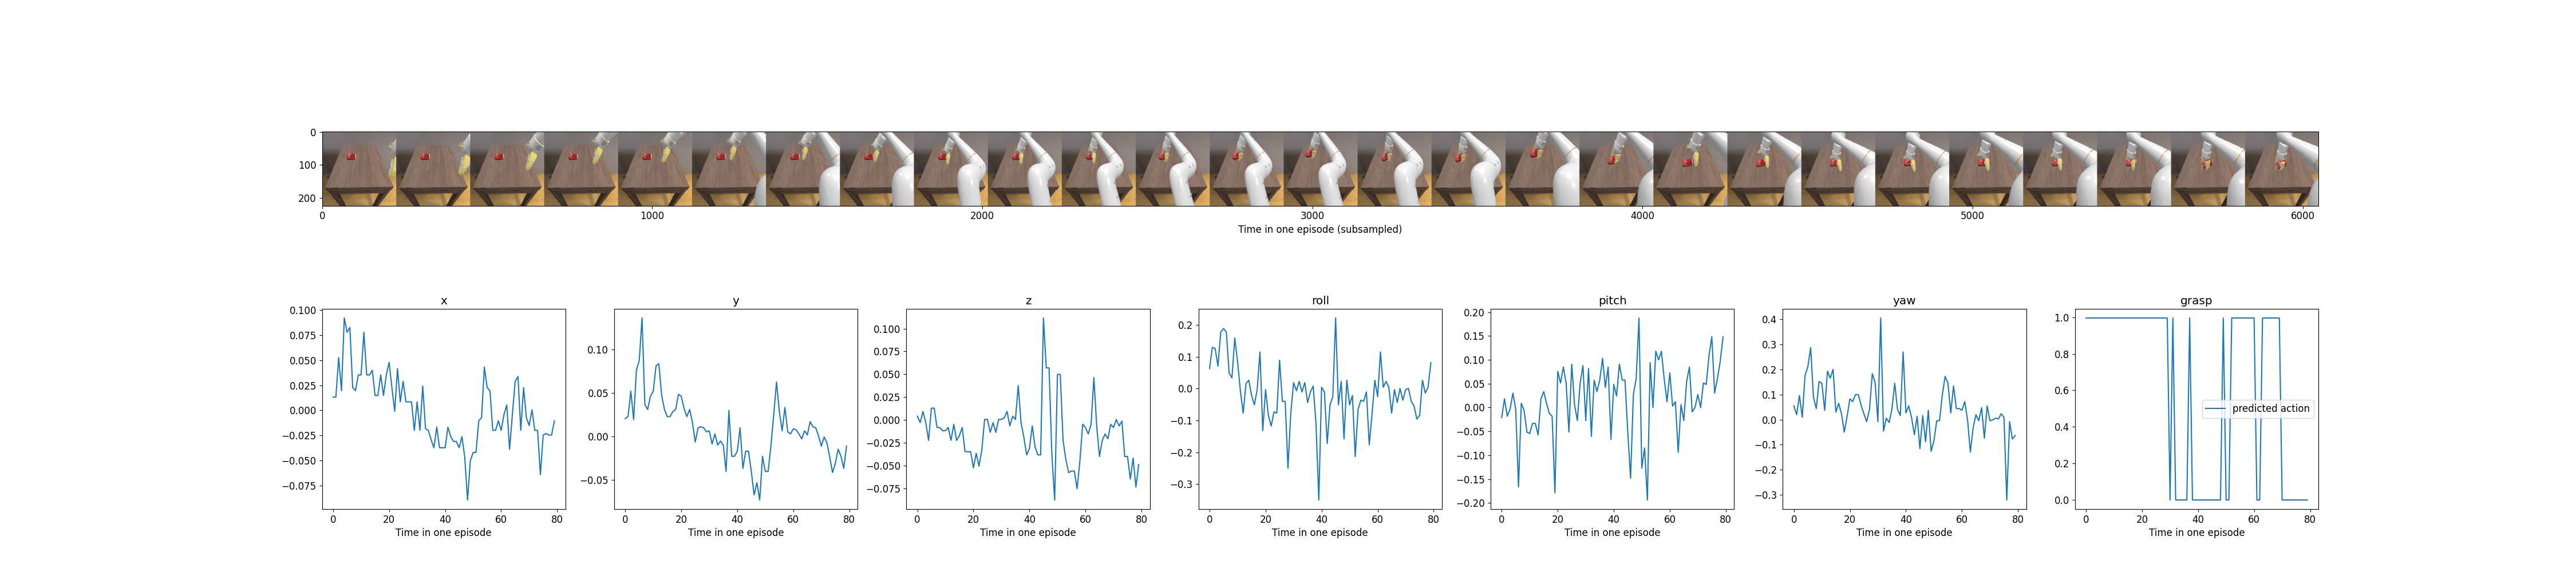 0
100
200
0 1000 2000 3000 4000 5000 6000
Time in one episode (subsampled)
x
0.100
0.075
0.050
0.025
0.000
−0.025
−0.050
−0.075
0 20 40 60 80
Time in one episode
y
0.10
0.05
0.00
−0.05
0 20 40 60 80
Time in one episode
z
0.100
0.075
0.050
0.025
0.000
−0.025
−0.050
−0.075
0 20 40 60 80
Time in one episode
roll
0.2
0.1
0.0
−0.1
−0.2
−0.3
0 20 40 60 80
Time in one episode
pitch
0.20
0.15
0.10
0.05
0.00
−0.05
−0.10
−0.15
−0.20
0 20 40 60 80
Time in one episode
yaw
0.4
0.3
0.2
0.1
0.0
−0.1
−0.2
−0.3
0 20 40 60 80
Time in one episode
grasp
1.0
0.8
0.6
0.4
0.2
0.0
predicted action
0 20 40 60 80
Time in one episode